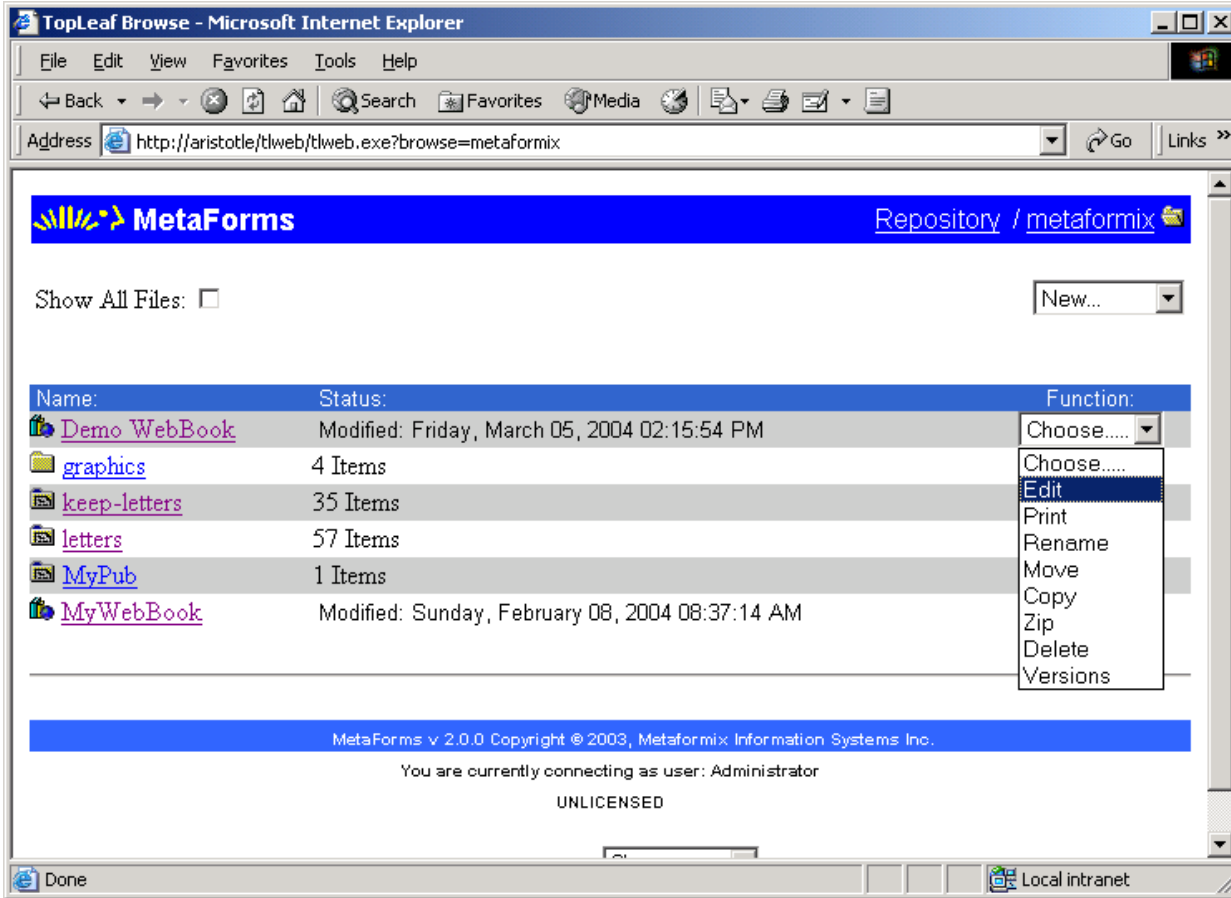 TopLeaf Browse - Microsoft Internet Explorer
File Edit View Favorites Tools Help
Back Search Favorites Media
Address http://aristotle/tlweb/tlweb.exe?browse=metaformix Go Links »
MetaForms Repository / metaformix
Show All Files: New...
Name: Status: Function:
Demo WebBook Modified: Friday, March 05, 2004 02:15:54 PM Choose.....
graphics 4 Items Choose.....
keep-letters 35 Items Edit
Print
letters 57 Items Rename
MyPub 1 Items Move
Copy
MyWebBook Modified: Sunday, February 08, 2004 08:37:14 AM Zip
Delete
Versions
MetaForms v 2.0.0 Copyright © 2003, Metaformix Information Systems Inc.
You are currently connecting as user: Administrator
UNLICENSED
Done Local intranet